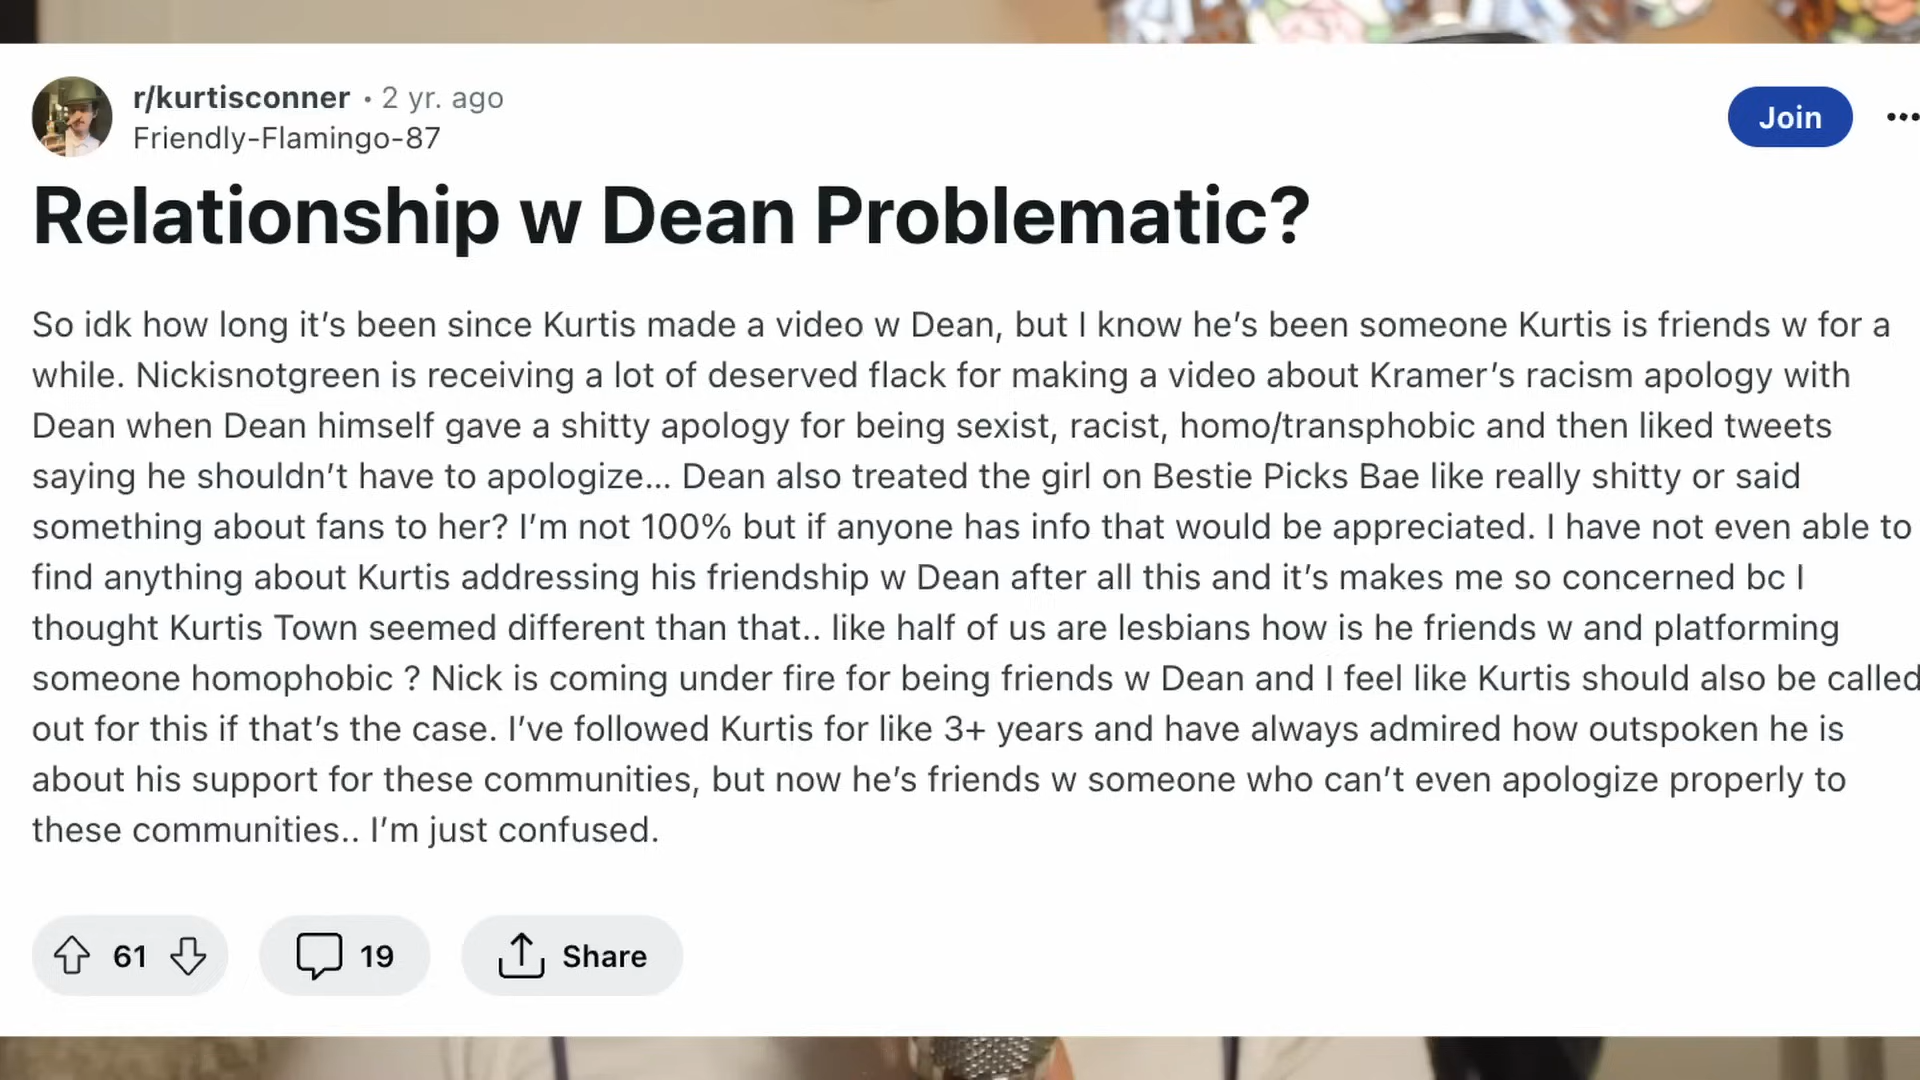 r/kurtisconner • 2 yr. ago
Friendly-Flamingo-87
Join
Relationship w Dean Problematic?
So idk how long it’s been since Kurtis made a video w Dean, but I know he’s been someone Kurtis is friends w for a
while. Nickisnotgreen is receiving a lot of deserved flack for making a video about Kramer’s racism apology with
Dean when Dean himself gave a shitty apology for being sexist, racist, homo/transphobic and then liked tweets
saying he shouldn’t have to apologize... Dean also treated the girl on Bestie Picks Bae like really shitty or said
something about fans to her? I’m not 100% but if anyone has info that would be appreciated. I have not even able to
find anything about Kurtis addressing his friendship w Dean after all this and it’s makes me so concerned bc I
thought Kurtis Town seemed different than that.. like half of us are lesbians how is he friends w and platforming
someone homophobic ? Nick is coming under fire for being friends w Dean and I feel like Kurtis should also be called
out for this if that’s the case. I’ve followed Kurtis for like 3+ years and have always admired how outspoken he is
about his support for these communities, but now he’s friends w someone who can’t even apologize properly to
these communities.. I’m just confused.
61 19 Share